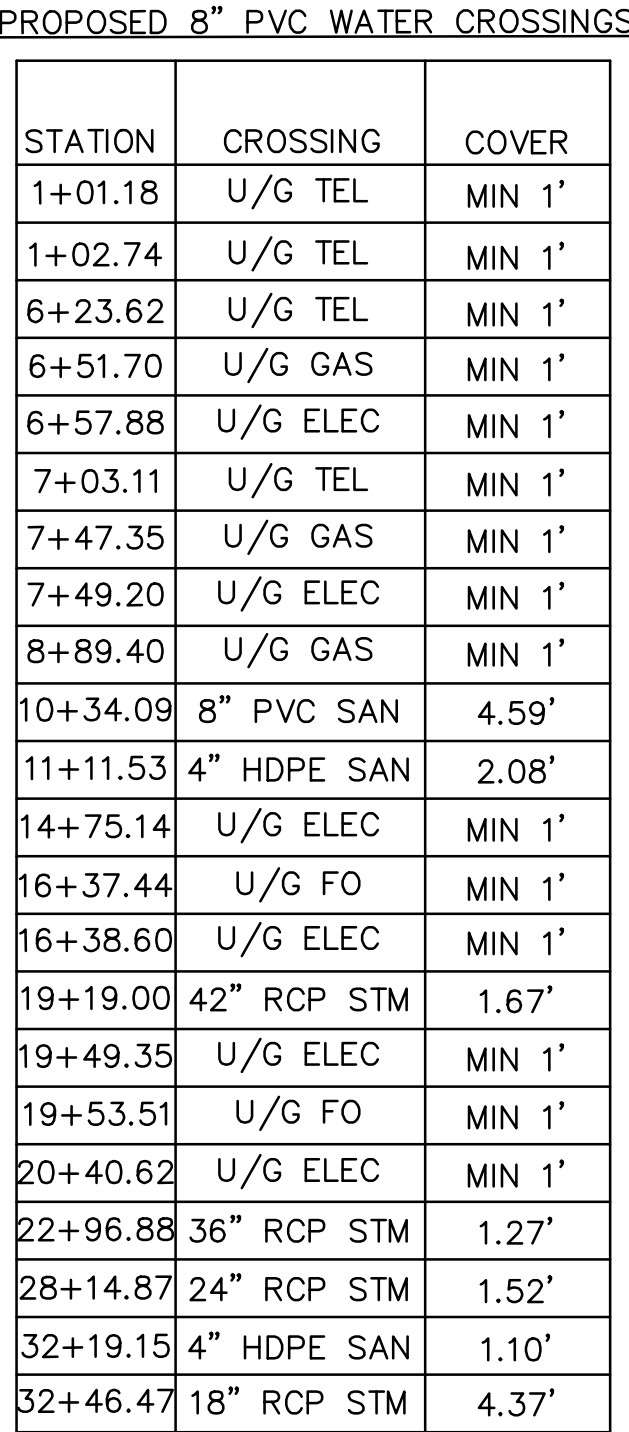 PROPOSED 8" PVC WATER CROSSINGS
STATION CROSSING COVER
1+01.18 U/G TEL MIN 1'
1+02.74 U/G TEL MIN 1'
6+23.62 U/G TEL MIN 1'
6+51.70 U/G GAS MIN 1'
6+57.88 U/G ELEC MIN 1'
7+03.11 U/G TEL MIN 1'
7+47.35 U/G GAS MIN 1'
7+49.20 U/G ELEC MIN 1'
8+89.40 U/G GAS MIN 1'
10+34.09 8" PVC SAN 4.59'
11+11.53 4" HDPE SAN 2.08'
14+75.14 U/G ELEC MIN 1'
16+37.44 U/G FO MIN 1'
16+38.60 U/G ELEC MIN 1'
19+19.00 42" RCP STM 1.67'
19+49.35 U/G ELEC MIN 1'
19+53.51 U/G FO MIN 1'
20+40.62 U/G ELEC MIN 1'
22+96.88 36" RCP STM 1.27'
28+14.87 24" RCP STM 1.52'
32+19.15 4" HDPE SAN 1.10'
32+46.47 18" RCP STM 4.37'